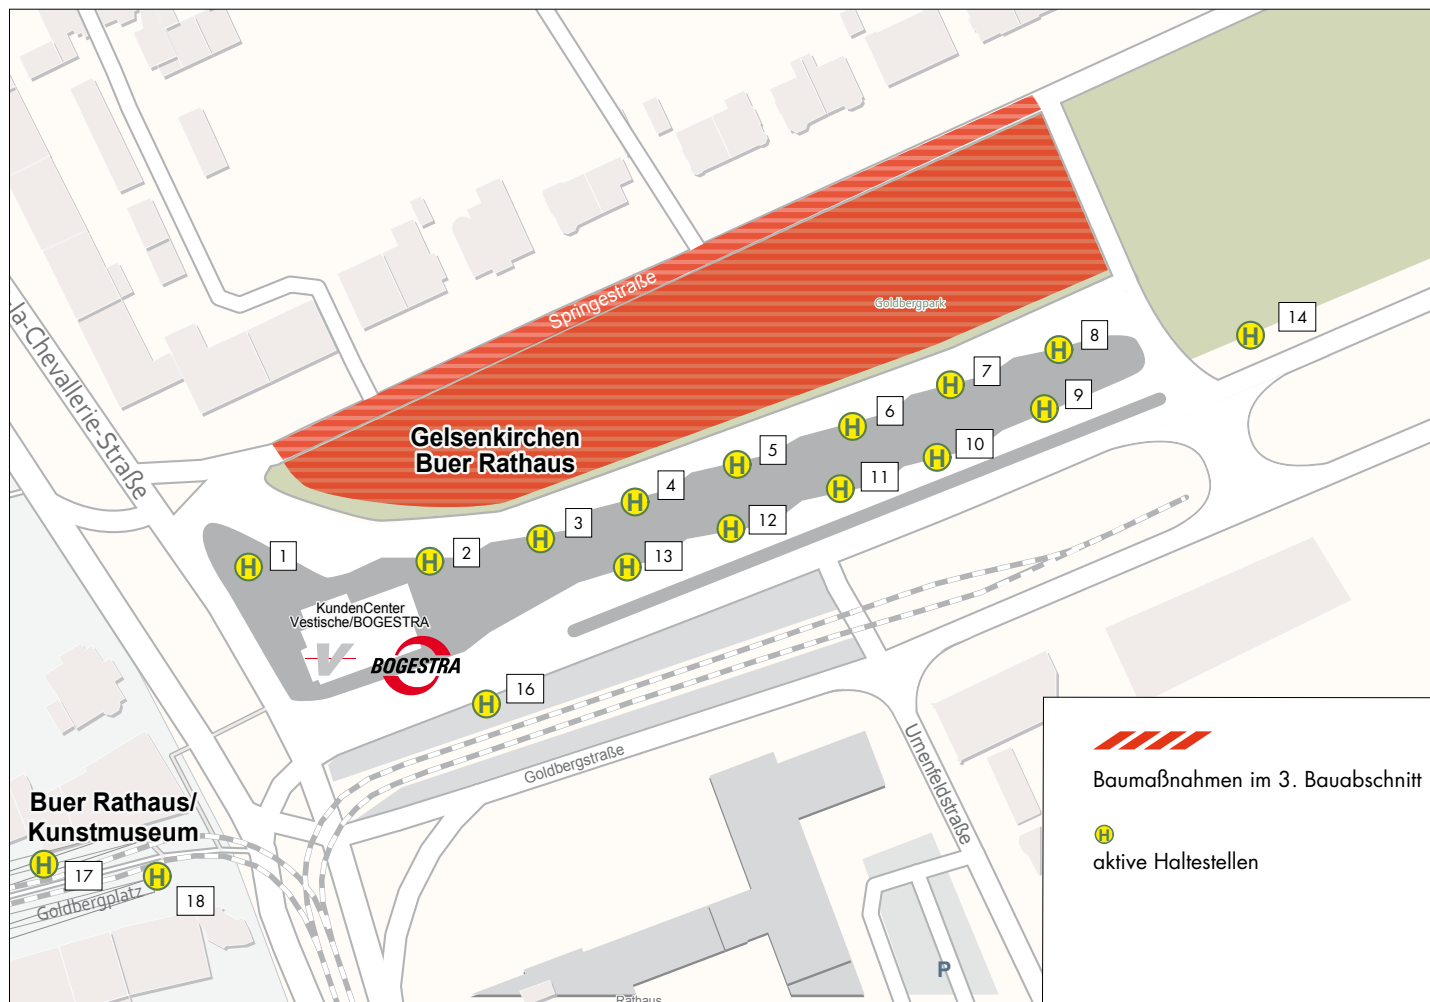 Springestraße
Goldbergpark
la-Chevallerie-Straße
Gelsenkirchen
Buer Rathaus
H 1
H 2
H 3
H 4
H 5
H 6
H 7
H 8
H 9
H 10
H 11
H 12
H 13
H 14
KundenCenter
Vestische/BOGESTRA
V
BOGESTRA
H 16
Goldbergstraße
Urnenfeldstraße
Buer Rathaus/
Kunstmuseum
H 17
H 18
Goldbergplatz
P
Rathaus
Baumaßnahmen im 3. Bauabschnitt
H
aktive Haltestellen